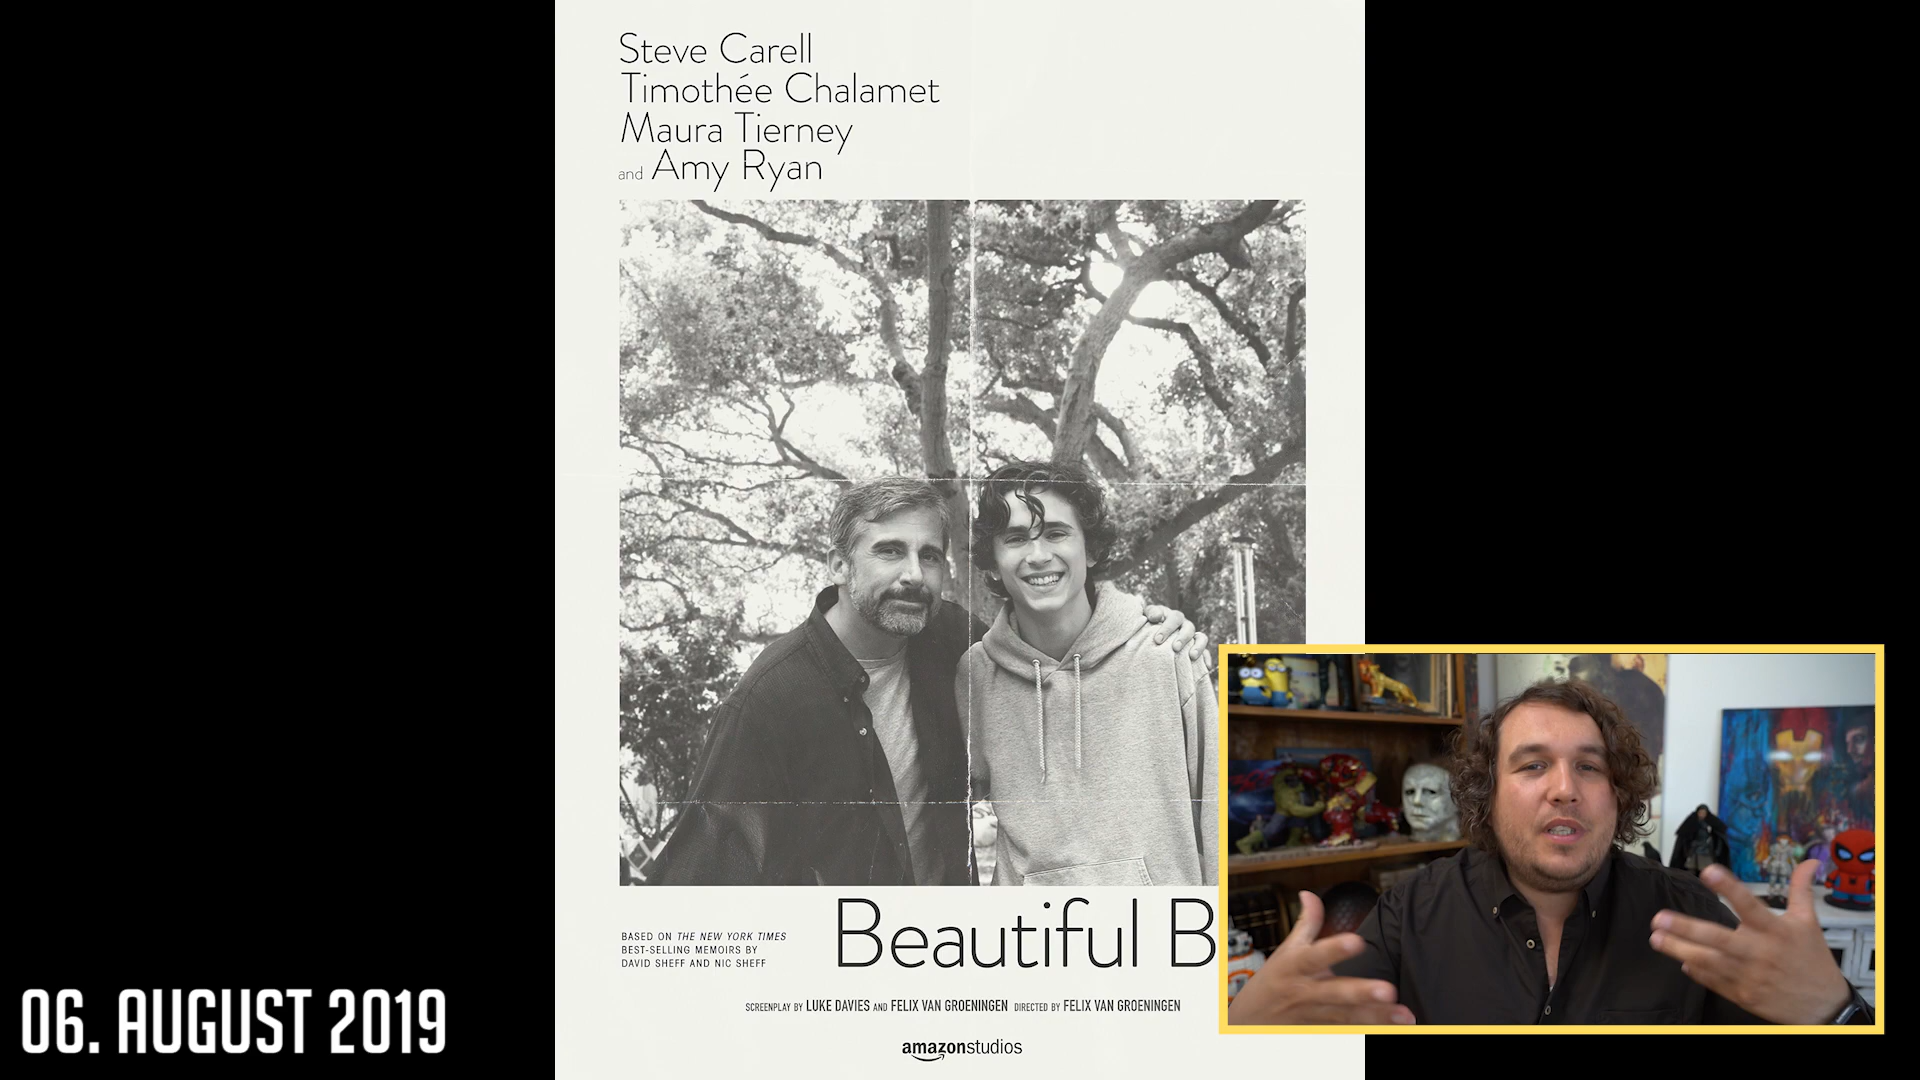 Steve Carell
Timothée Chalamet
Maura Tierney
and Amy Ryan
BASED ON THE NEW YORK TIMES
BEST-SELLING MEMOIRS BY
DAVID SHEFF AND NIC SHEFF
Beautiful B
SCREENPLAY BY LUKE DAVIES AND FELIX VAN GROENINGEN DIRECTED BY FELIX VAN GROENINGEN
amazonstudios
06. AUGUST 2019